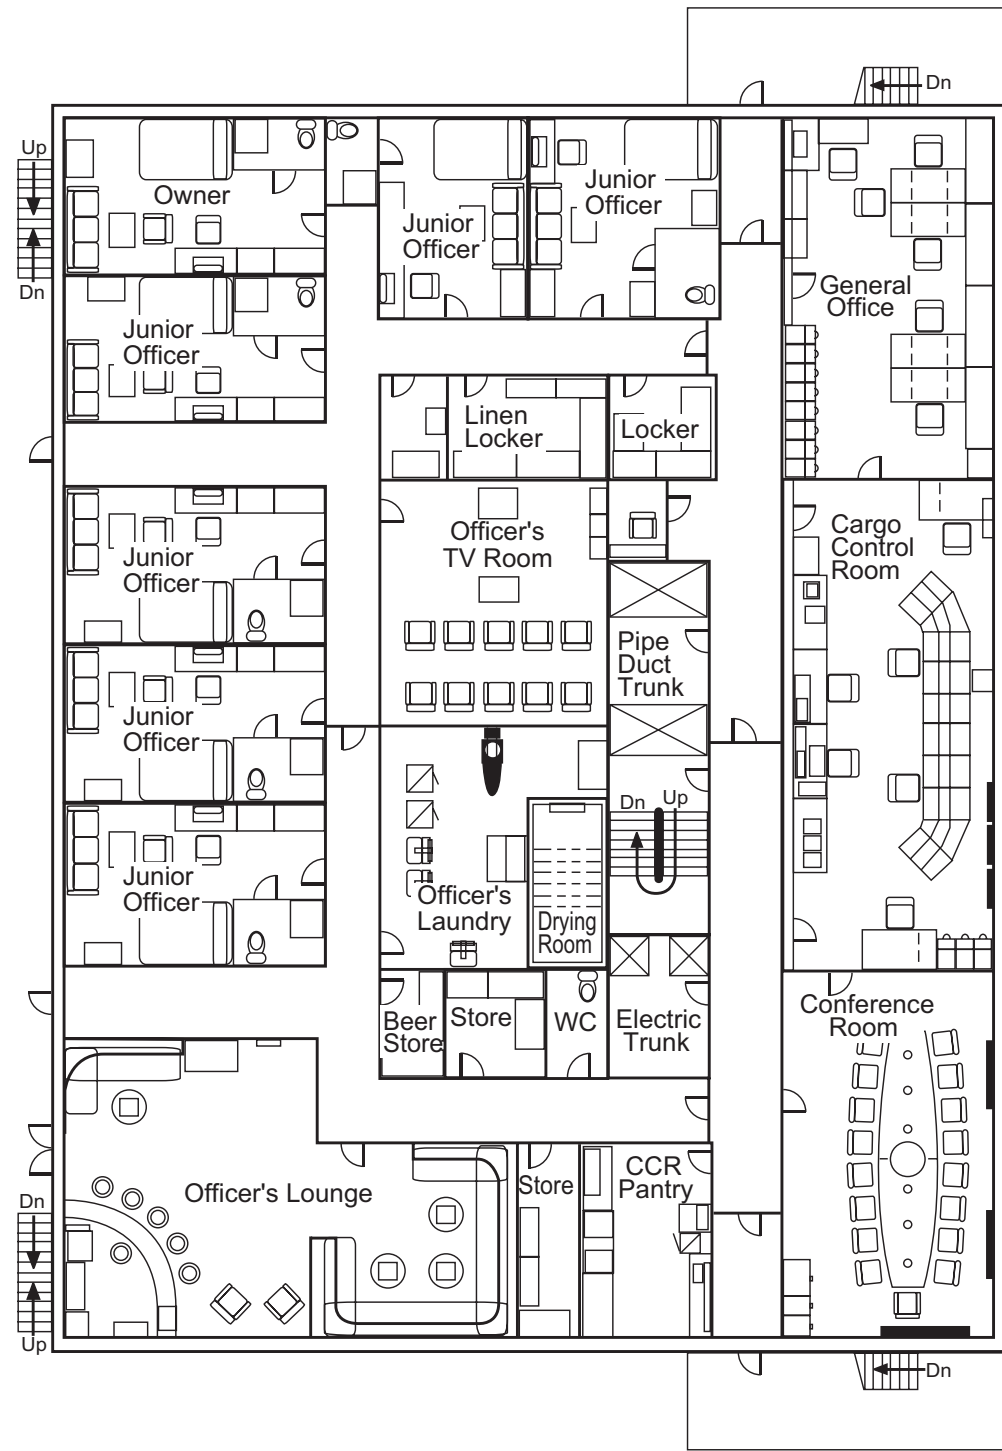 Dn
Up
Owner
Junior
Officer
Junior
Officer
Dn
General
Office
Junior
Officer
Linen
Locker
Locker
Officer's
TV Room
Cargo
Control
Room
Junior
Officer
Pipe
Duct
Trunk
Junior
Officer
Dn
Up
Junior
Officer
Officer's
Laundry
Drying
Room
Beer
Store
Store
WC
Electric
Trunk
Conference
Room
Officer's Lounge
Store
CCR
Pantry
Dn
Up
Dn